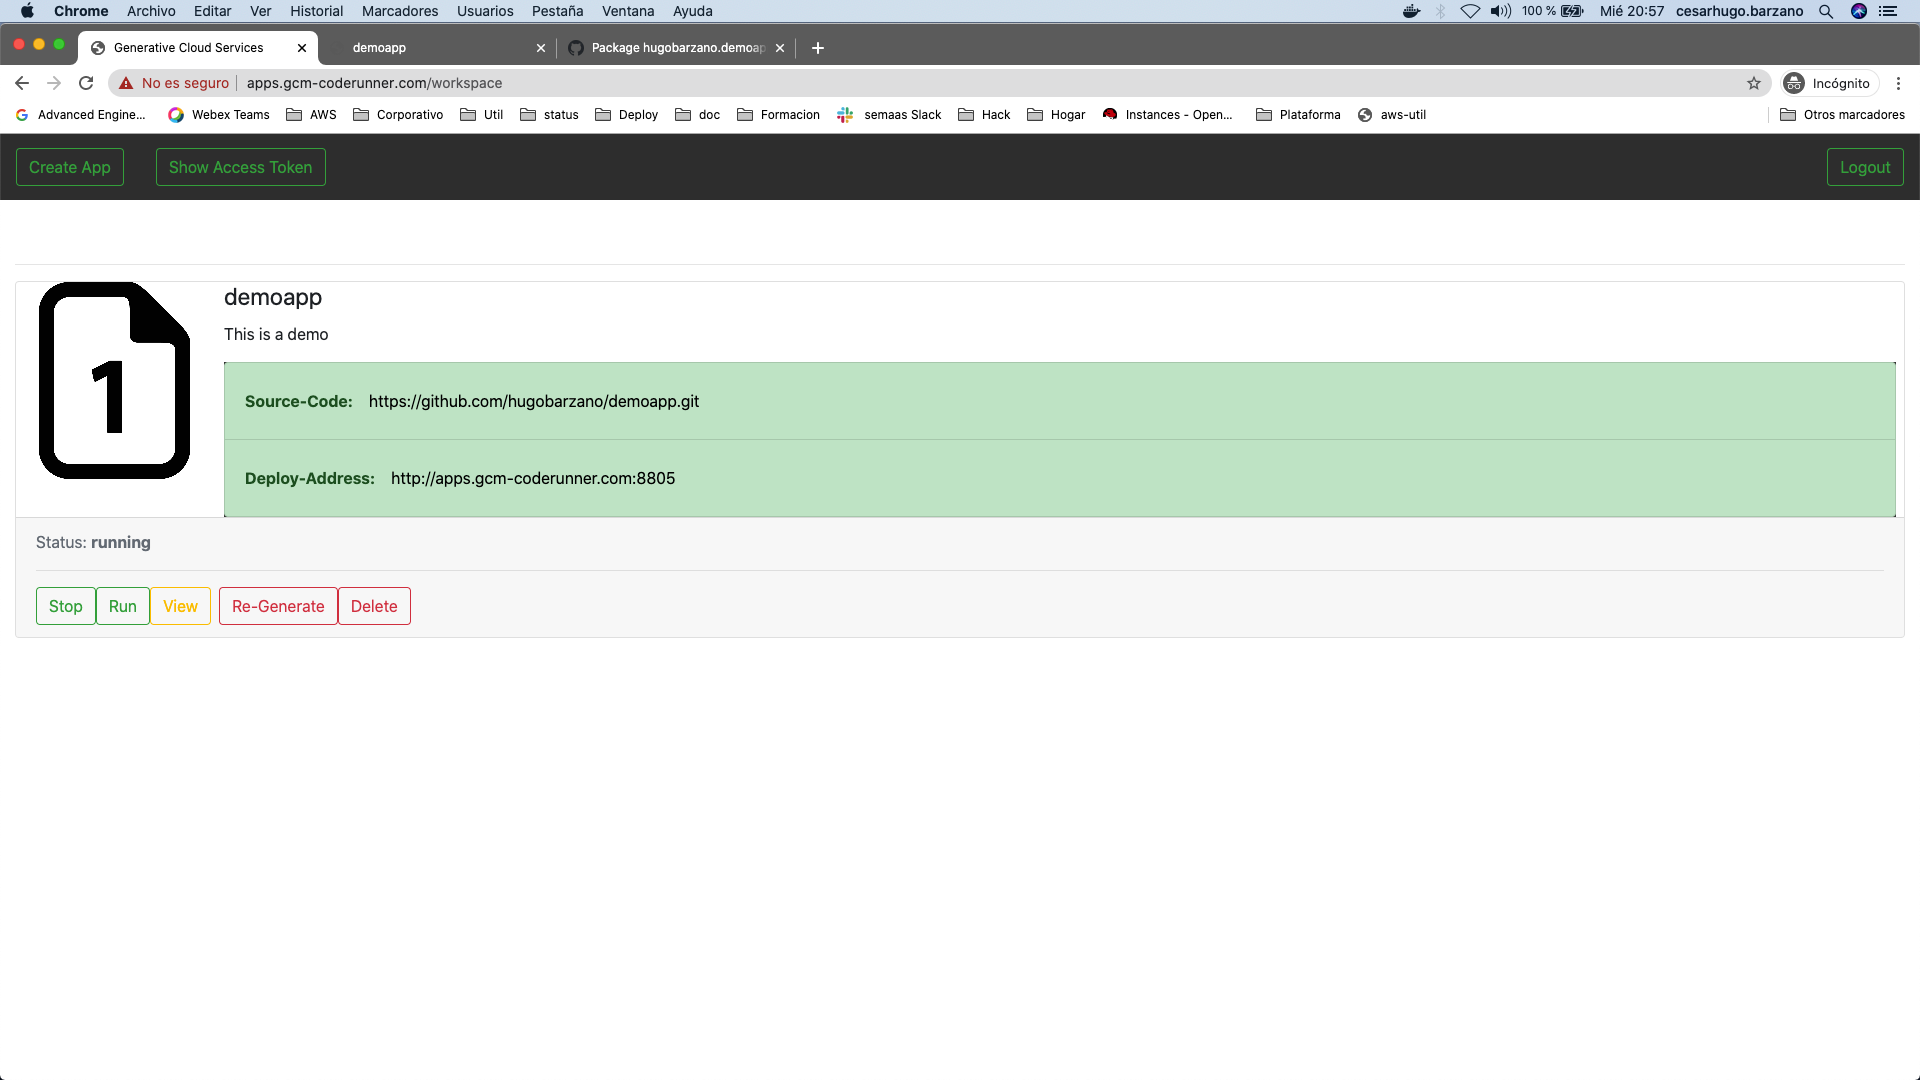 Chrome Archivo Editar Ver Historial Marcadores Usuarios Pestaña Ventana Ayuda 100 % Mié 20:57 cesarhugo.barzano
Generative Cloud Services demoapp Package hugobarzano.demoap
No es seguro apps.gcm-coderunner.com/workspace Incógnito
Advanced Engine... Webex Teams AWS Corporativo Util status Deploy doc Formacion semaas Slack Hack Hogar Instances - Open... Plataforma aws-util Otros marcadores
Create App Show Access Token Logout
1
demoapp
This is a demo
Source-Code: https://github.com/hugobarzano/demoapp.git
Deploy-Address: http://apps.gcm-coderunner.com:8805
Status: running
Stop Run View Re-Generate Delete